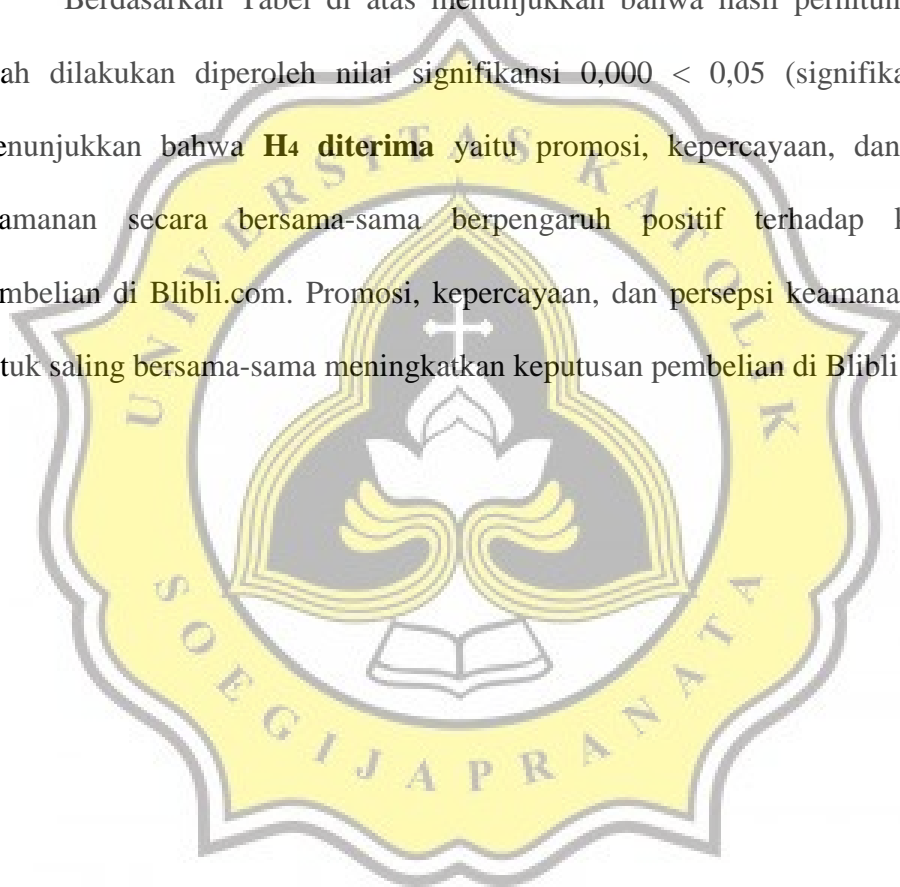 Berdasarkan Tabel di atas menunjukkan bahwa hasil perhitun
ah dilakukan diperoleh nilai signifikansi 0,000 < 0,05 (signifika
enunjukkan bahwa H4 diterima yaitu promosi, kepercayaan, dan
amanan secara bersama-sama berpengaruh positif terhadap k
mbelian di Blibli.com. Promosi, kepercayaan, dan persepsi keamana
tuk saling bersama-sama meningkatkan keputusan pembelian di Blibli
UNIVERSITAS KATOLIK
SOEGIJAPRANATA